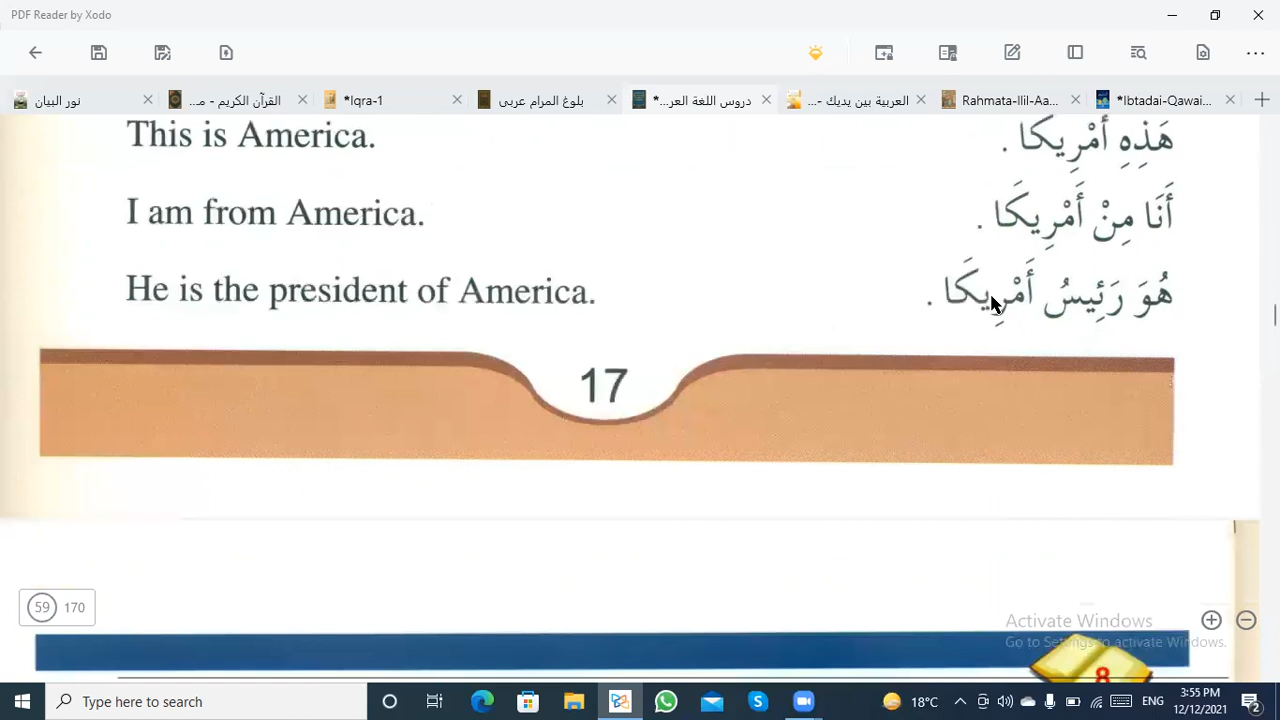 PDF Reader by Xodo
نور البيان
القرآن الكريم - م...
*Iqra-1
بلوغ المرام عربى
دروس اللغة العر...*
العربية بين يديك -...
Rahmata-Ilil-Aa...
*Ibtadai-Qawai...
This is America. هَذِهِ أَمْرِيكَا .
I am from America. أَنَا مِنْ أَمْرِيكَا .
He is the president of America. هُوَ رَئِيسُ أَمْرِيكَا .
17
59 170
Activate Windows
Go to Settings to activate Windows.
8
Type here to search
18°C
ENG
3:55 PM
12/12/2021
2